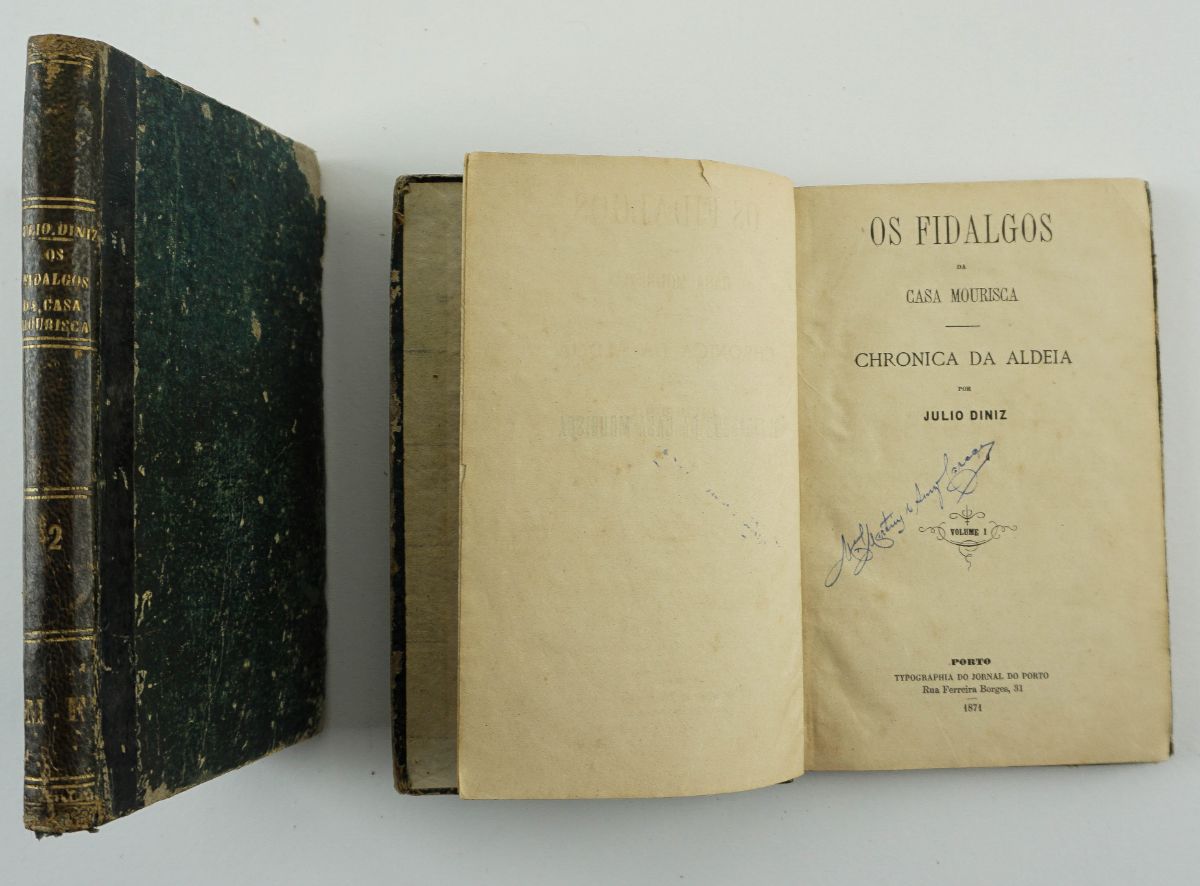 JULIO.DINIZ
OS
FIDALGOS
DA.CASA
MOURISCA
2
M. F
OS FIDALGOS
DA
CASA MOURISCA
CHRONICA DA ALDEIA
POR
JULIO DINIZ
VOLUME I
PORTO
TYPOGRAPHIA DO JORNAL DO PORTO
Rua Ferreira Borges, 31
1871